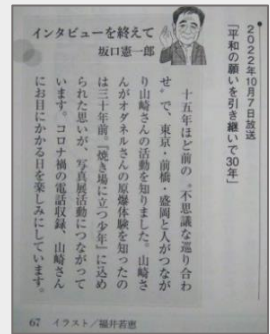 2022年10月7日放送
「平和の願いを引き継いで30年」
インタビューを終えて
坂口憲一郎
十五年ほど前の〝不思議な巡り合わ
せ〟で、東京・前橋・盛岡と人がつなが
り山崎さんの活動を知りました。山崎さ
んがオダネルさんの原爆体験を知ったの
は三十年前。『焼き場に立つ少年』に込め
られた思いが、写真展活動につながって
います。コロナ禍の電話収録、山崎さん
にお目にかかる日を楽しみにしています。
67 イラスト/福井若恵